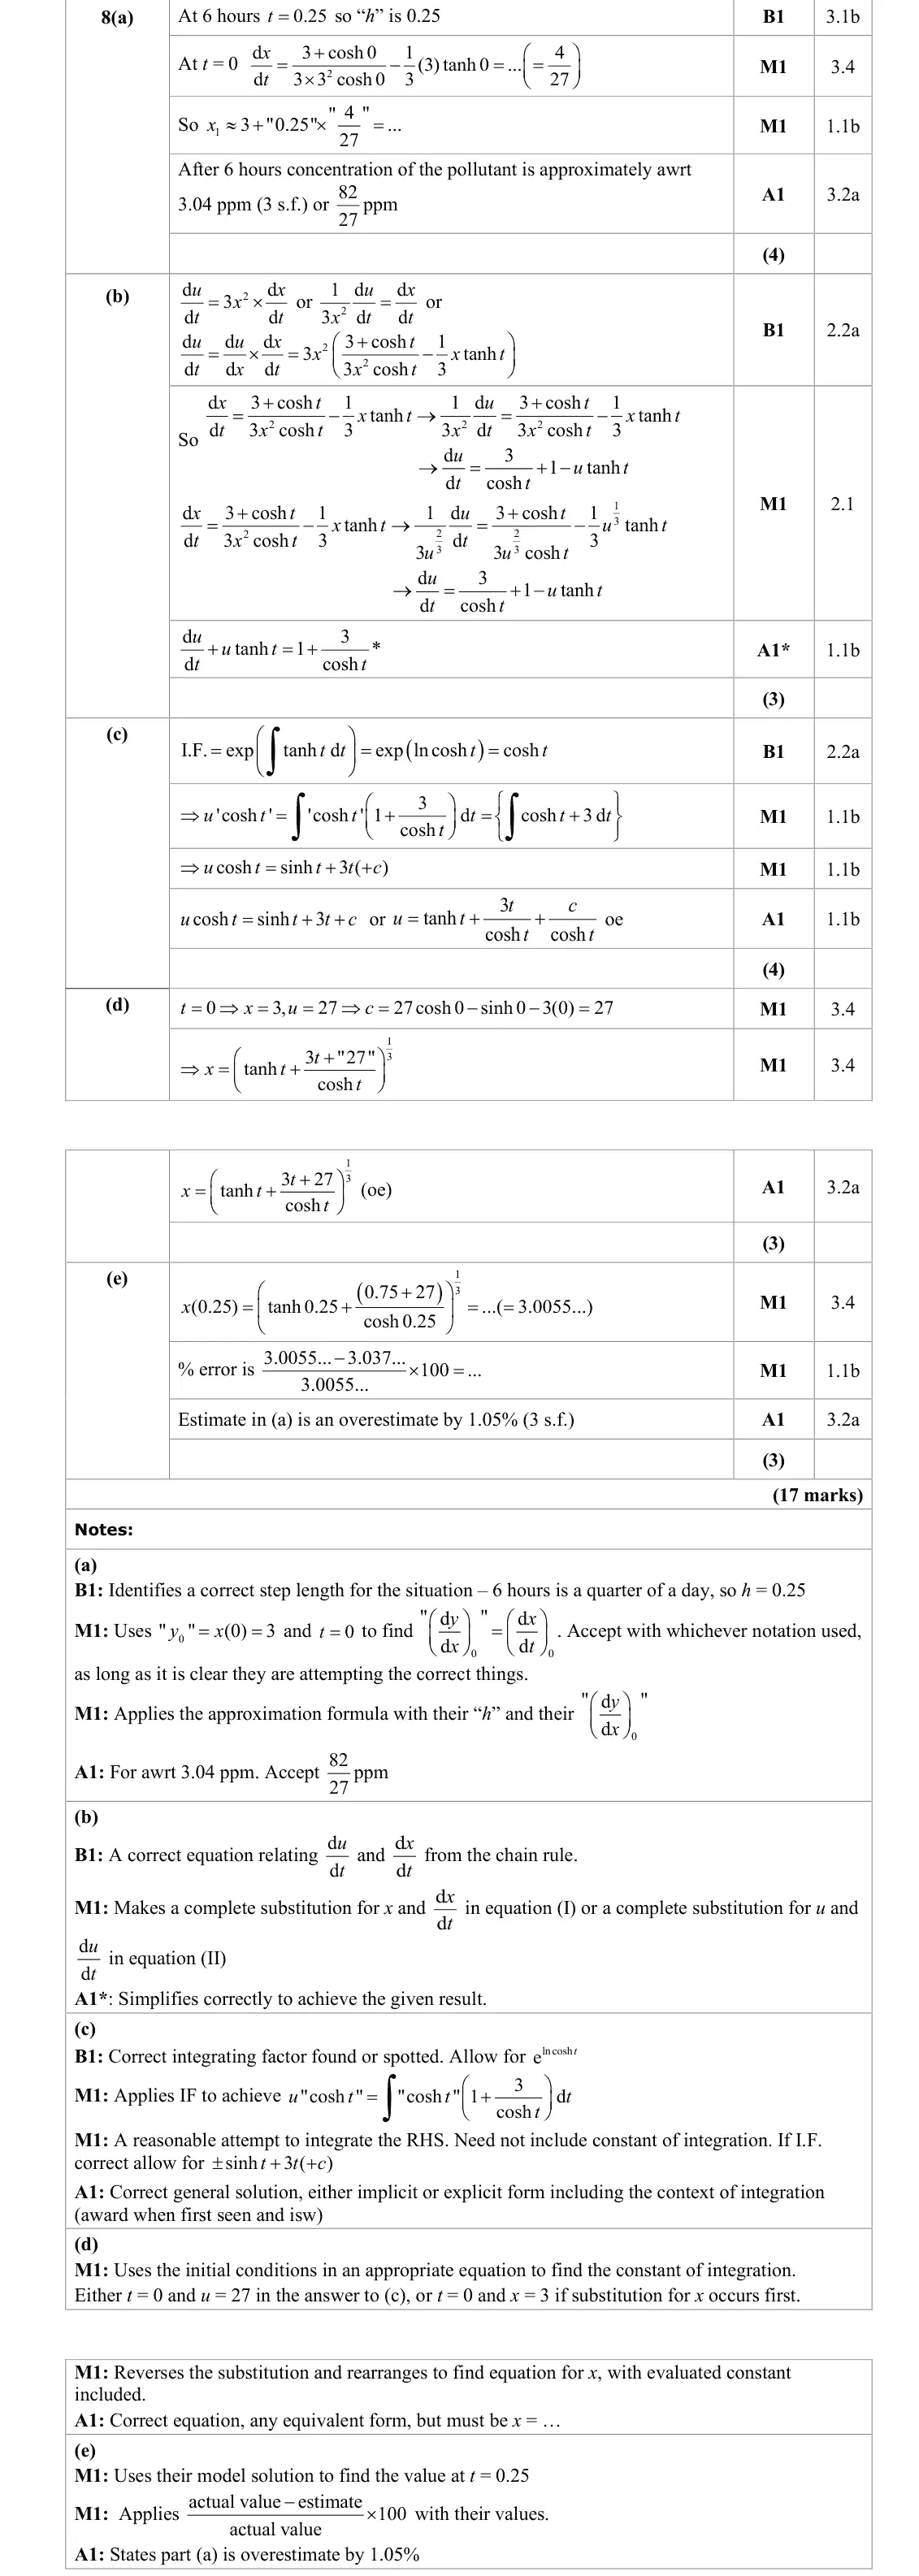 8(a) At 6 hours t = 0.25 so “h” is 0.25 B1 3.1b
At t = 0 dx/dt = (3 + cosh 0)/(3 × 3² cosh 0) − 1/3 (3) tanh 0 = ...(= 4/27) M1 3.4
So x₁ ≈ 3 + "0.25" × "4/27" = ... M1 1.1b
After 6 hours concentration of the pollutant is approximately awrt
3.04 ppm (3 s.f.) or 82/27 ppm A1 3.2a
(4)
(b) du/dt = 3x² × dx/dt or 1/(3x²) du/dt = dx/dt or
du/dt = du/dx × dx/dt = 3x² ((3 + cosh t)/(3x² cosh t) − 1/3 x tanh t) B1 2.2a
So dx/dt = (3 + cosh t)/(3x² cosh t) − 1/3 x tanh t → 1/(3x²) du/dt = (3 + cosh t)/(3x² cosh t) − 1/3 x tanh t
→ du/dt = 3/cosh t + 1 − u tanh t
dx/dt = (3 + cosh t)/(3x² cosh t) − 1/3 x tanh t → 1/(3u^(2/3)) du/dt = (3 + cosh t)/(3u^(2/3) cosh t) − 1/3 u^(1/3) tanh t M1 2.1
→ du/dt = 3/cosh t + 1 − u tanh t
du/dt + u tanh t = 1 + 3/cosh t * A1* 1.1b
(3)
(c) I.F. = exp(∫ tanh t dt) = exp(ln cosh t) = cosh t B1 2.2a
⇒ u 'cosh t' = ∫ 'cosh t' (1 + 3/cosh t) dt = {∫ cosh t + 3 dt} M1 1.1b
⇒ u cosh t = sinh t + 3t(+c) M1 1.1b
u cosh t = sinh t + 3t + c or u = tanh t + 3t/cosh t + c/cosh t oe A1 1.1b
(4)
(d) t = 0 ⇒ x = 3, u = 27 ⇒ c = 27 cosh 0 − sinh 0 − 3(0) = 27 M1 3.4
⇒ x = (tanh t + (3t + "27")/cosh t)^(1/3) M1 3.4
x = (tanh t + (3t + 27)/cosh t)^(1/3) (oe) A1 3.2a
(3)
(e) x(0.25) = (tanh 0.25 + (0.75 + 27)/cosh 0.25)^(1/3) = ...(= 3.0055...) M1 3.4
% error is (3.0055... − 3.037...)/3.0055... × 100 = ... M1 1.1b
Estimate in (a) is an overestimate by 1.05% (3 s.f.) A1 3.2a
(3)
(17 marks)
Notes:
(a)
B1: Identifies a correct step length for the situation – 6 hours is a quarter of a day, so h = 0.25
M1: Uses "y₀" = x(0) = 3 and t = 0 to find "(dy/dx)₀" = (dx/dt)₀ . Accept with whichever notation used,
as long as it is clear they are attempting the correct things.
M1: Applies the approximation formula with their “h” and their "(dy/dx)₀"
A1: For awrt 3.04 ppm. Accept 82/27 ppm
(b)
B1: A correct equation relating du/dt and dx/dt from the chain rule.
M1: Makes a complete substitution for x and dx/dt in equation (I) or a complete substitution for u and
du/dt in equation (II)
A1*: Simplifies correctly to achieve the given result.
(c)
B1: Correct integrating factor found or spotted. Allow for e^(ln cosh t)
M1: Applies IF to achieve u "cosh t" = ∫ "cosh t" (1 + 3/cosh t) dt
M1: A reasonable attempt to integrate the RHS. Need not include constant of integration. If I.F.
correct allow for ± sinh t + 3t(+c)
A1: Correct general solution, either implicit or explicit form including the context of integration
(award when first seen and isw)
(d)
M1: Uses the initial conditions in an appropriate equation to find the constant of integration.
Either t = 0 and u = 27 in the answer to (c), or t = 0 and x = 3 if substitution for x occurs first.
M1: Reverses the substitution and rearranges to find equation for x, with evaluated constant
included.
A1: Correct equation, any equivalent form, but must be x = …
(e)
M1: Uses their model solution to find the value at t = 0.25
M1: Applies (actual value − estimate)/actual value × 100 with their values.
A1: States part (a) is overestimate by 1.05%